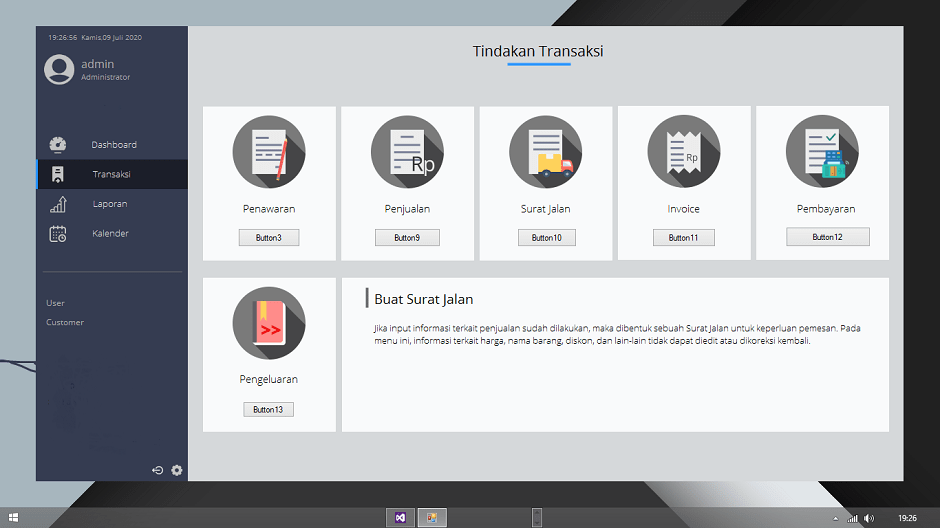 19:26:56 Kamis,09 Juli 2020
admin
Administrator
Dashboard
Transaksi
Laporan
Kalender
User
Customer
Tindakan Transaksi
Rp
Rp
Penawaran
Penjualan
Surat Jalan
Invoice
Pembayaran
Button3
Button9
Button10
Button11
Button12
>>
Pengeluaran
Button13
Buat Surat Jalan
Jika input informasi terkait penjualan sudah dilakukan, maka dibentuk sebuah Surat Jalan untuk keperluan pemesan. Pada
menu ini, informasi terkait harga, nama barang, diskon, dan lain-lain tidak dapat diedit atau dikoreksi kembali.
19:26